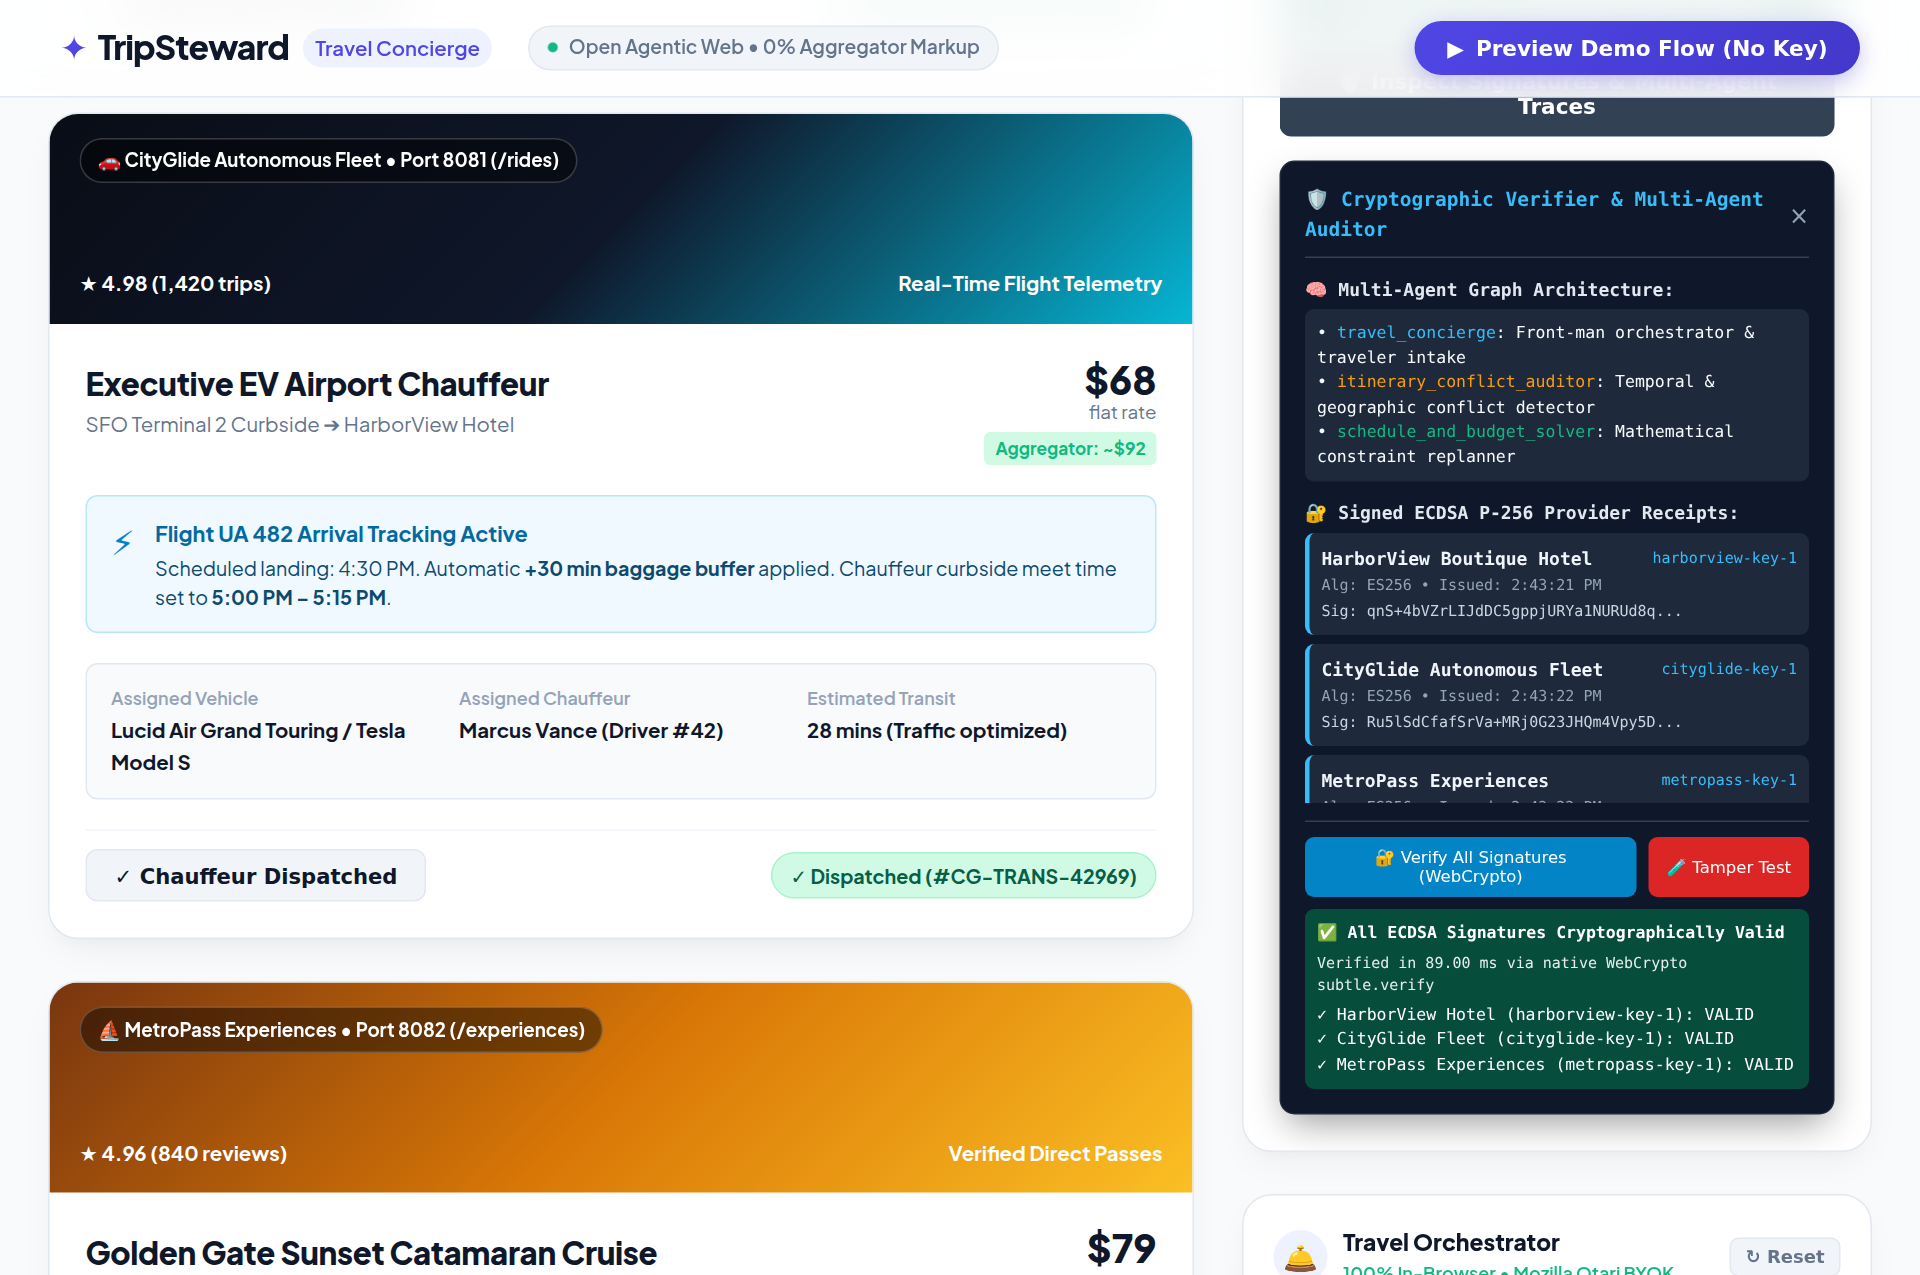 ✦ TripSteward
Travel Concierge
Open Agentic Web • 0% Aggregator Markup
▶ Preview Demo Flow (No Key)
🚗 CityGlide Autonomous Fleet • Port 8081 (/rides)
★ 4.98 (1,420 trips)
Real-Time Flight Telemetry
Executive EV Airport Chauffeur
SFO Terminal 2 Curbside ➔ HarborView Hotel
$68
flat rate
Aggregator: ~$92
⚡ Flight UA 482 Arrival Tracking Active
Scheduled landing: 4:30 PM. Automatic +30 min baggage buffer applied. Chauffeur curbside meet time
set to 5:00 PM – 5:15 PM.
Assigned Vehicle
Lucid Air Grand Touring / Tesla
Model S
Assigned Chauffeur
Marcus Vance (Driver #42)
Estimated Transit
28 mins (Traffic optimized)
✓ Chauffeur Dispatched
✓ Dispatched (#CG-TRANS-42969)
⛵ MetroPass Experiences • Port 8082 (/experiences)
★ 4.96 (840 reviews)
Verified Direct Passes
Golden Gate Sunset Catamaran Cruise
$79
Inspect Signatures & Multi-Agent
Traces
🛡️ Cryptographic Verifier & Multi-Agent
Auditor
×
🧠 Multi-Agent Graph Architecture:
• travel_concierge: Front-man orchestrator &
traveler intake
• itinerary_conflict_auditor: Temporal &
geographic conflict detector
• schedule_and_budget_solver: Mathematical
constraint replanner
🔐 Signed ECDSA P-256 Provider Receipts:
HarborView Boutique Hotel
harborview-key-1
Alg: ES256 • Issued: 2:43:21 PM
Sig: qnS+4bVZrLIJdDC5gppjURYa1NURUd8q...
CityGlide Autonomous Fleet
cityglide-key-1
Alg: ES256 • Issued: 2:43:22 PM
Sig: Ru5lSdCfafSrVa+MRj0G23JHQm4Vpy5D...
MetroPass Experiences
metropass-key-1
🔐 Verify All Signatures
(WebCrypto)
🧪 Tamper Test
✅ All ECDSA Signatures Cryptographically Valid
Verified in 89.00 ms via native WebCrypto
subtle.verify
✓ HarborView Hotel (harborview-key-1): VALID
✓ CityGlide Fleet (cityglide-key-1): VALID
✓ MetroPass Experiences (metropass-key-1): VALID
Travel Orchestrator
100% In-Browser • Mozilla Otari BYOK
↻ Reset